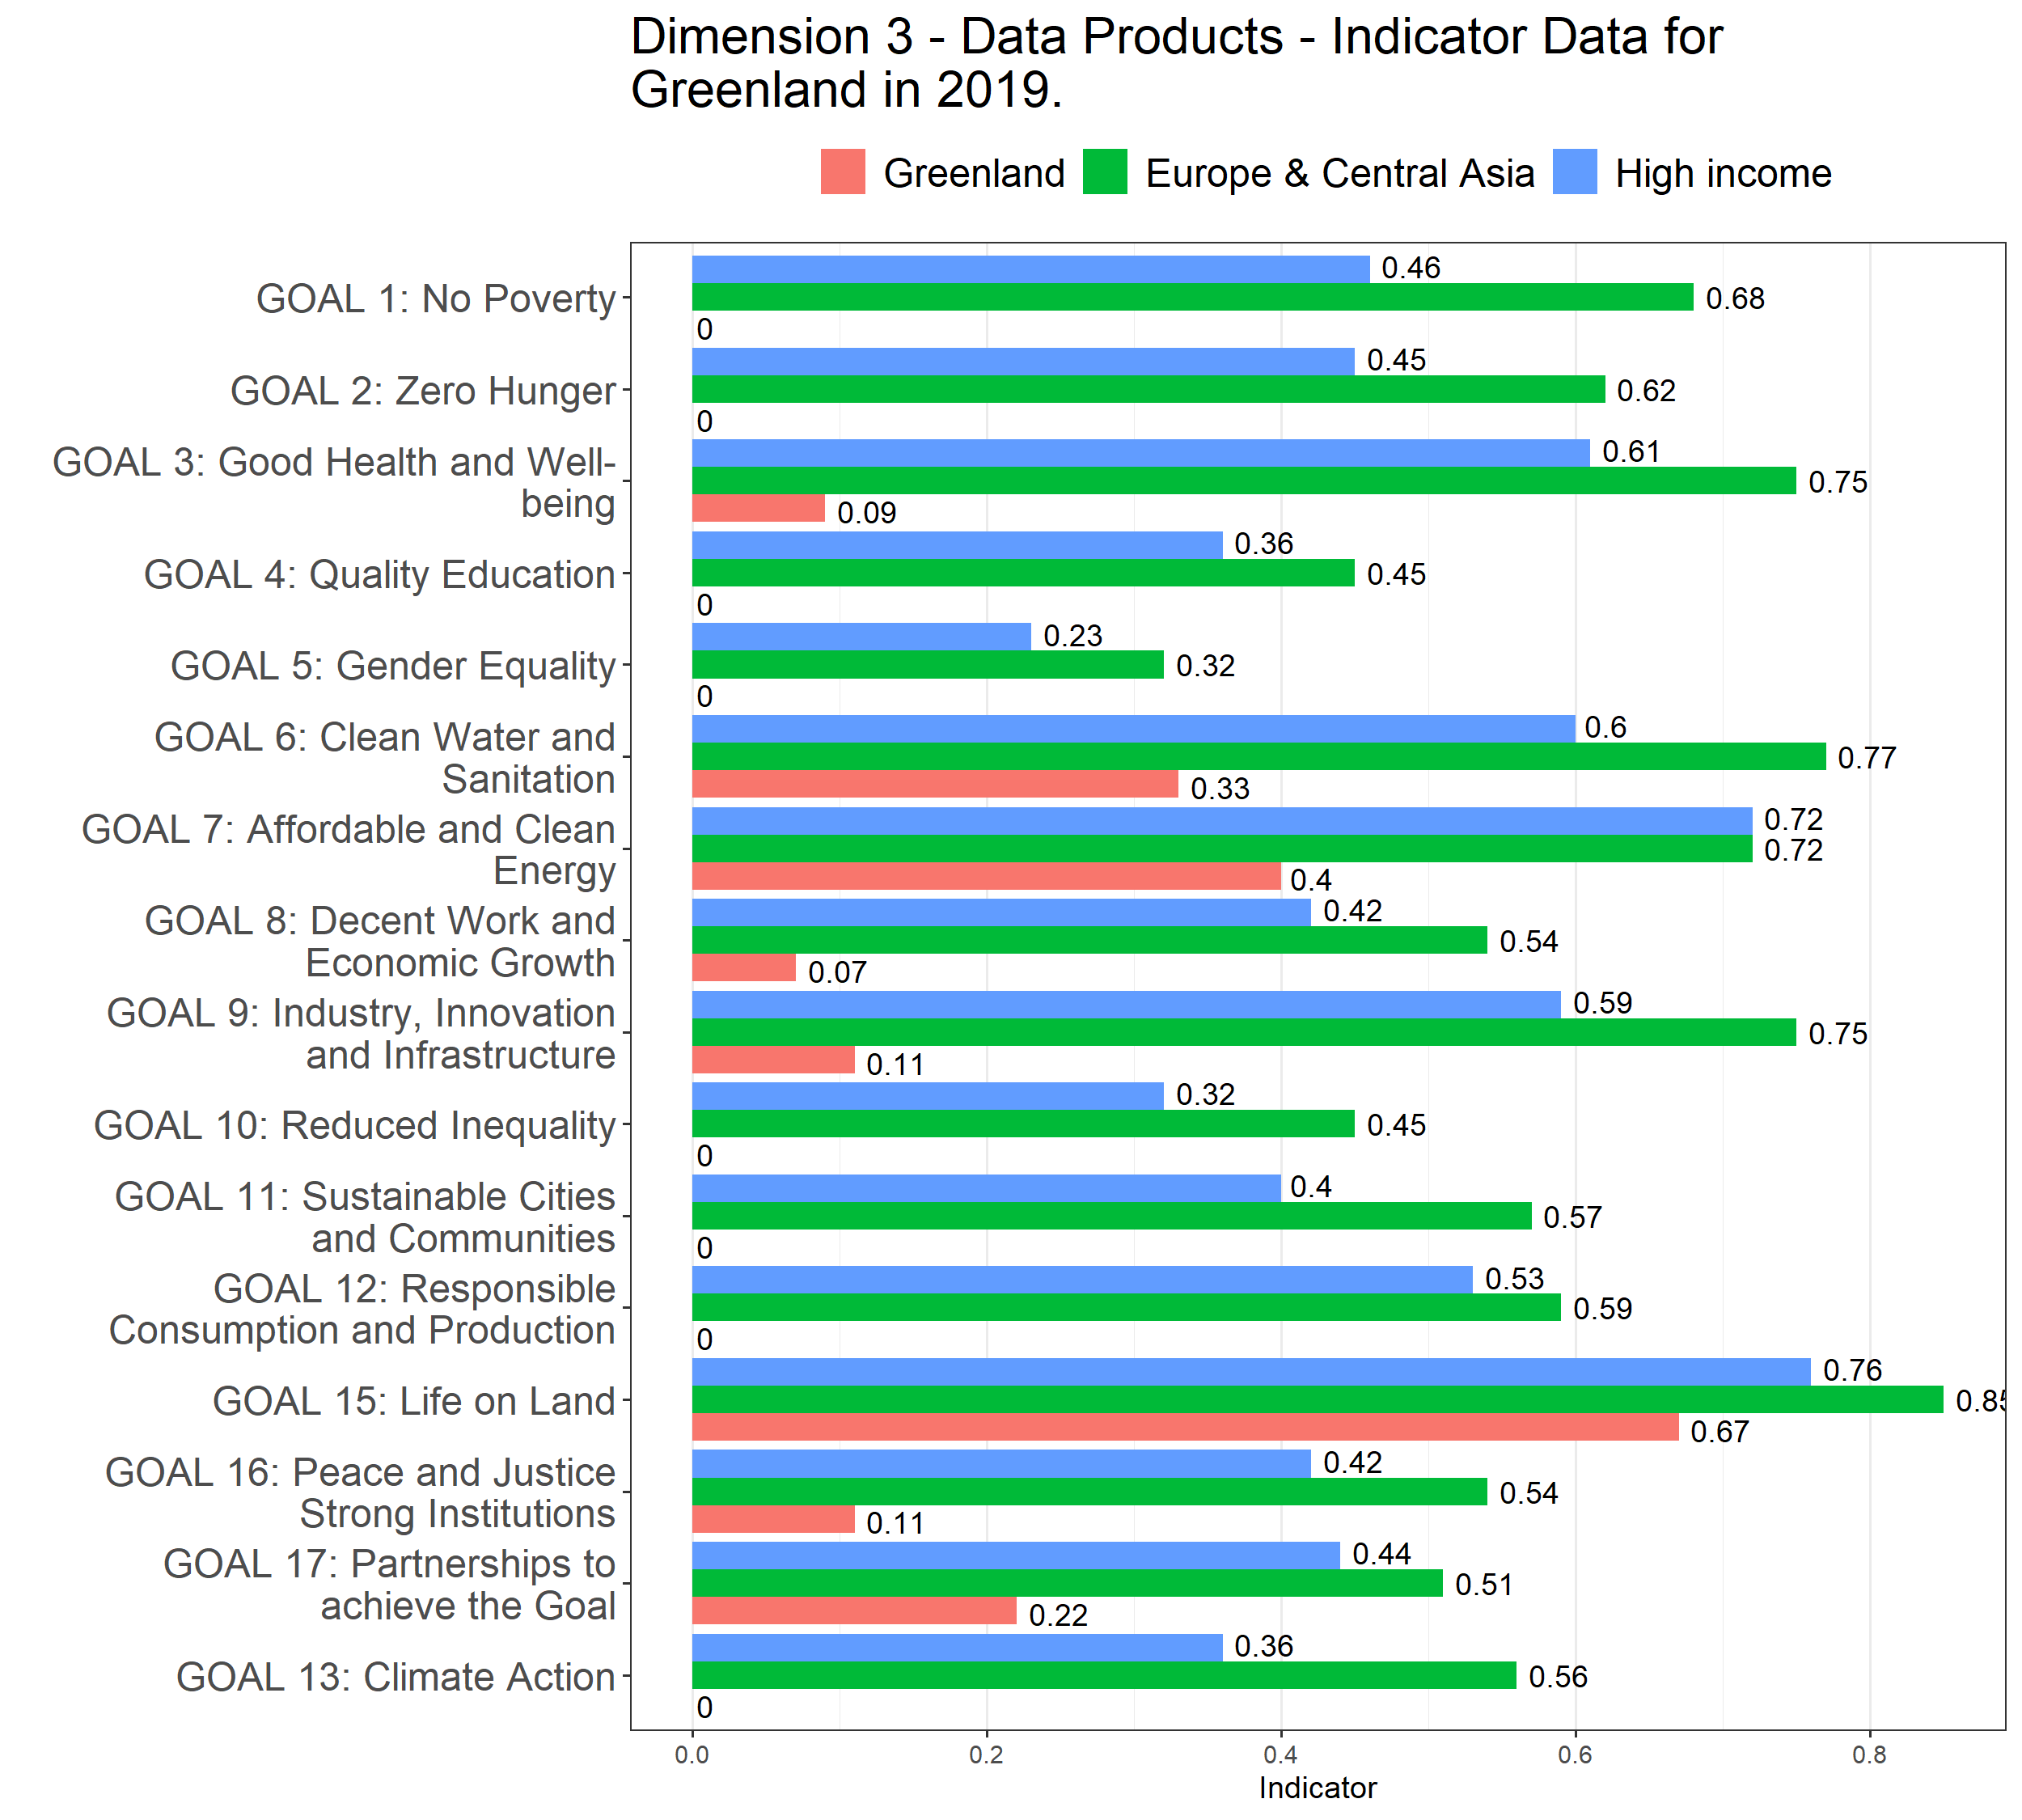 Dimension 3 - Data Products - Indicator Data for
Greenland in 2019.
Greenland
Europe & Central Asia
High income
GOAL 1: No Poverty
0.46
0.68
0
GOAL 2: Zero Hunger
0.45
0.62
0
GOAL 3: Good Health and Well-
being
0.61
0.75
0.09
GOAL 4: Quality Education
0.36
0.45
0
GOAL 5: Gender Equality
0.23
0.32
0
GOAL 6: Clean Water and
Sanitation
0.6
0.77
0.33
GOAL 7: Affordable and Clean
Energy
0.72
0.72
0.4
GOAL 8: Decent Work and
Economic Growth
0.42
0.54
0.07
GOAL 9: Industry, Innovation
and Infrastructure
0.59
0.75
0.11
GOAL 10: Reduced Inequality
0.32
0.45
0
GOAL 11: Sustainable Cities
and Communities
0.4
0.57
0
GOAL 12: Responsible
Consumption and Production
0.53
0.59
0
GOAL 15: Life on Land
0.76
0.85
0.67
GOAL 16: Peace and Justice
Strong Institutions
0.42
0.54
0.11
GOAL 17: Partnerships to
achieve the Goal
0.44
0.51
0.22
GOAL 13: Climate Action
0.36
0.56
0
0.0
0.2
0.4
0.6
0.8
Indicator